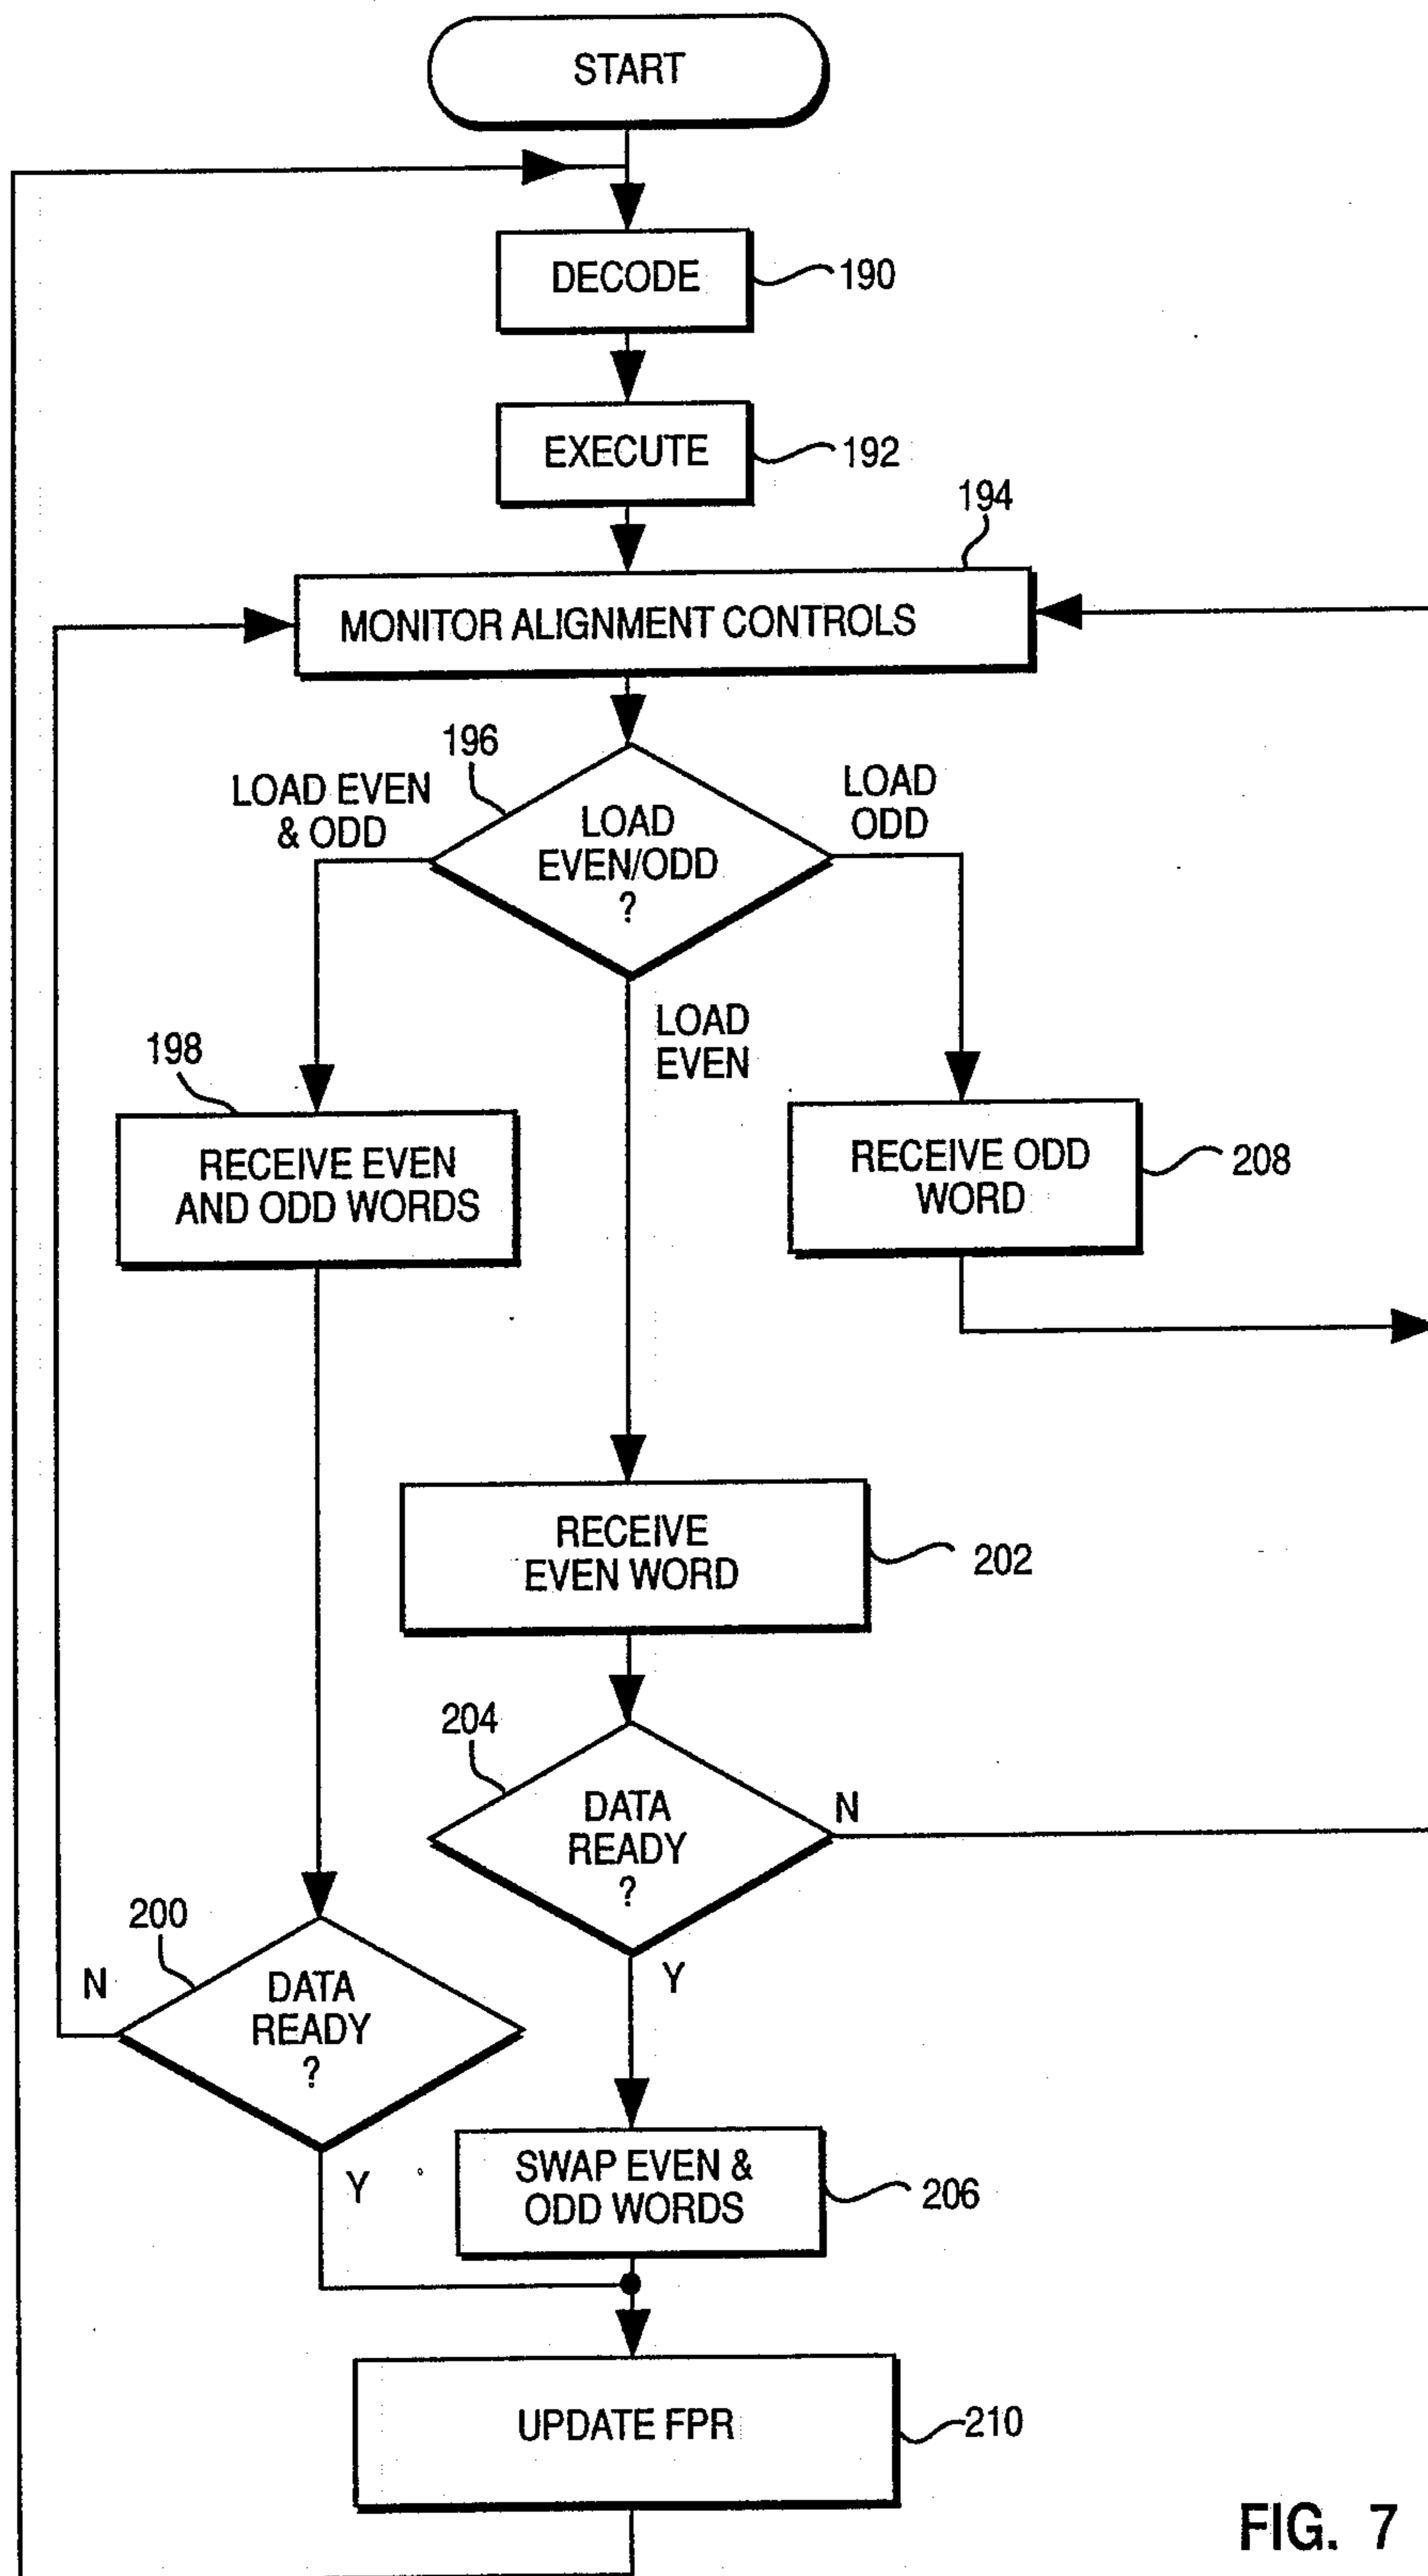 START
DECODE
190
EXECUTE
192
194
MONITOR ALIGNMENT CONTROLS
196
LOAD EVEN
& ODD
LOAD
EVEN/ODD
?
LOAD
ODD
LOAD
EVEN
198
RECEIVE EVEN
AND ODD WORDS
RECEIVE ODD
WORD
208
RECEIVE
EVEN WORD
202
204
DATA
READY
?
N
Y
200
N
DATA
READY
?
Y
SWAP EVEN &
ODD WORDS
206
UPDATE FPR
210
FIG. 7